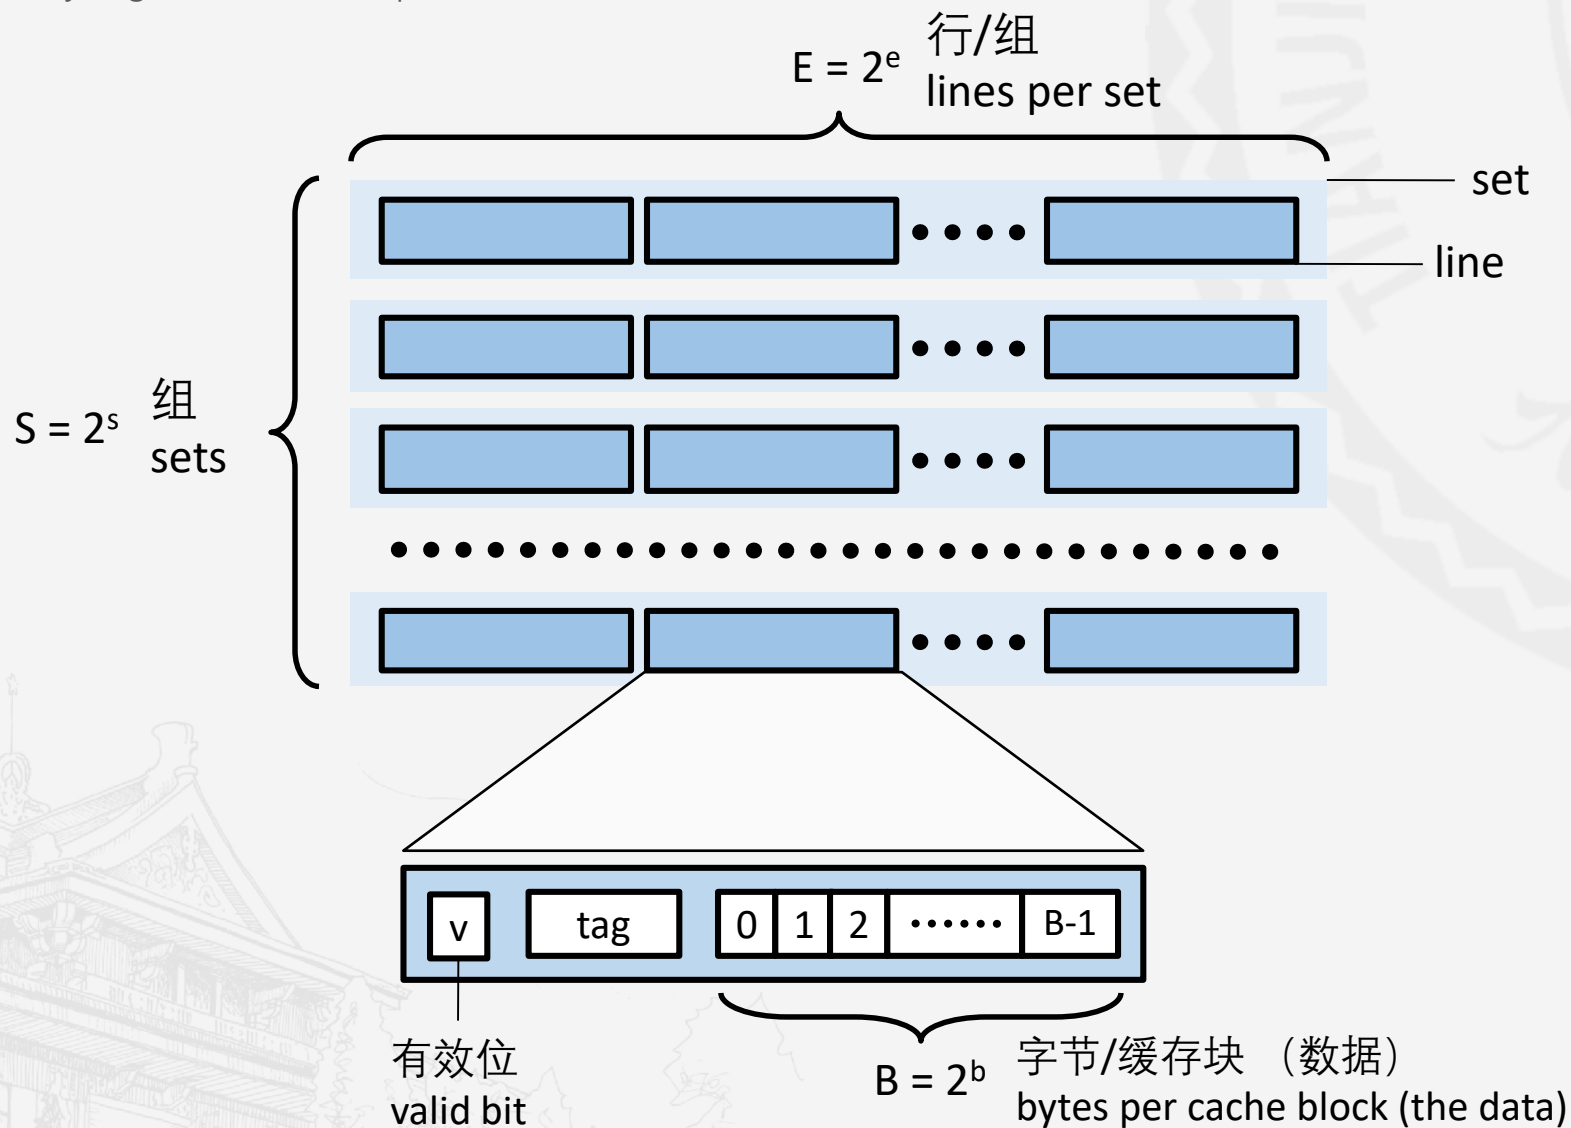 E = 2ᵉ 行/组
lines per set
set
line
S = 2ˢ 组
sets
v tag 0 1 2 •••••• B-1
有效位
valid bit
B = 2ᵇ 字节/缓存块 （数据）
bytes per cache block (the data)